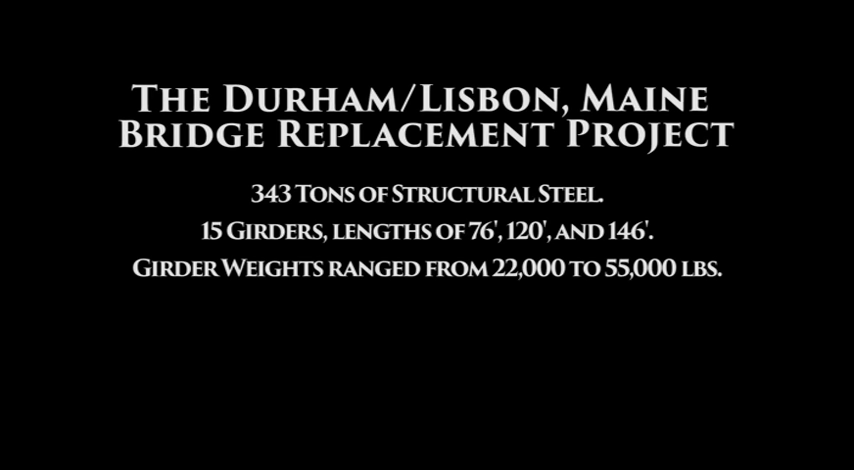 The Durham/Lisbon, Maine
Bridge Replacement Project
343 Tons of Structural Steel.
15 Girders, lengths of 76', 120', and 146'.
Girder Weights ranged from 22,000 to 55,000 lbs.